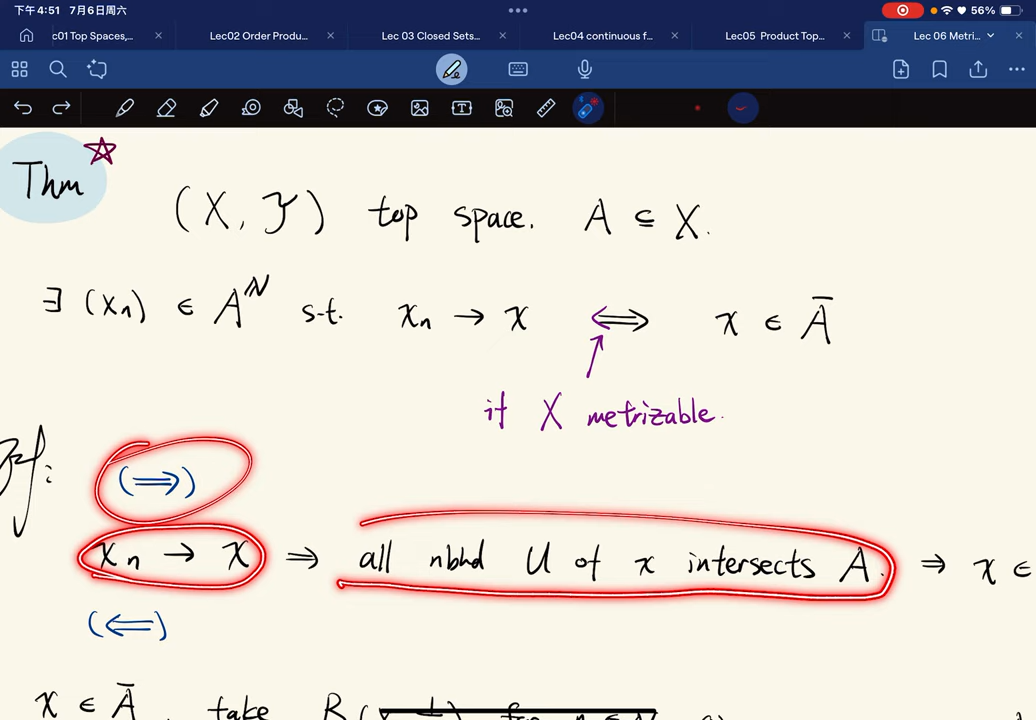 下午4:51 7月6日周六
56%
c01 Top Spaces,... Lec02 Order Produ... Lec 03 Closed Sets... Lec04 continuous f... Lec05 Product Top... Lec 06 Metri...
Thm
(X, 𝒯) top space. A ⊆ X.
∃ (xₙ) ∈ A^ℕ s.t. xₙ → x ⟺ x ∈ Ā
if X metrizable.
Pf:
(⟹)
xₙ → x ⟹ all nbhd U of x intersects A. ⟹ x ∈
(⟸)
x ∈ Ā, take